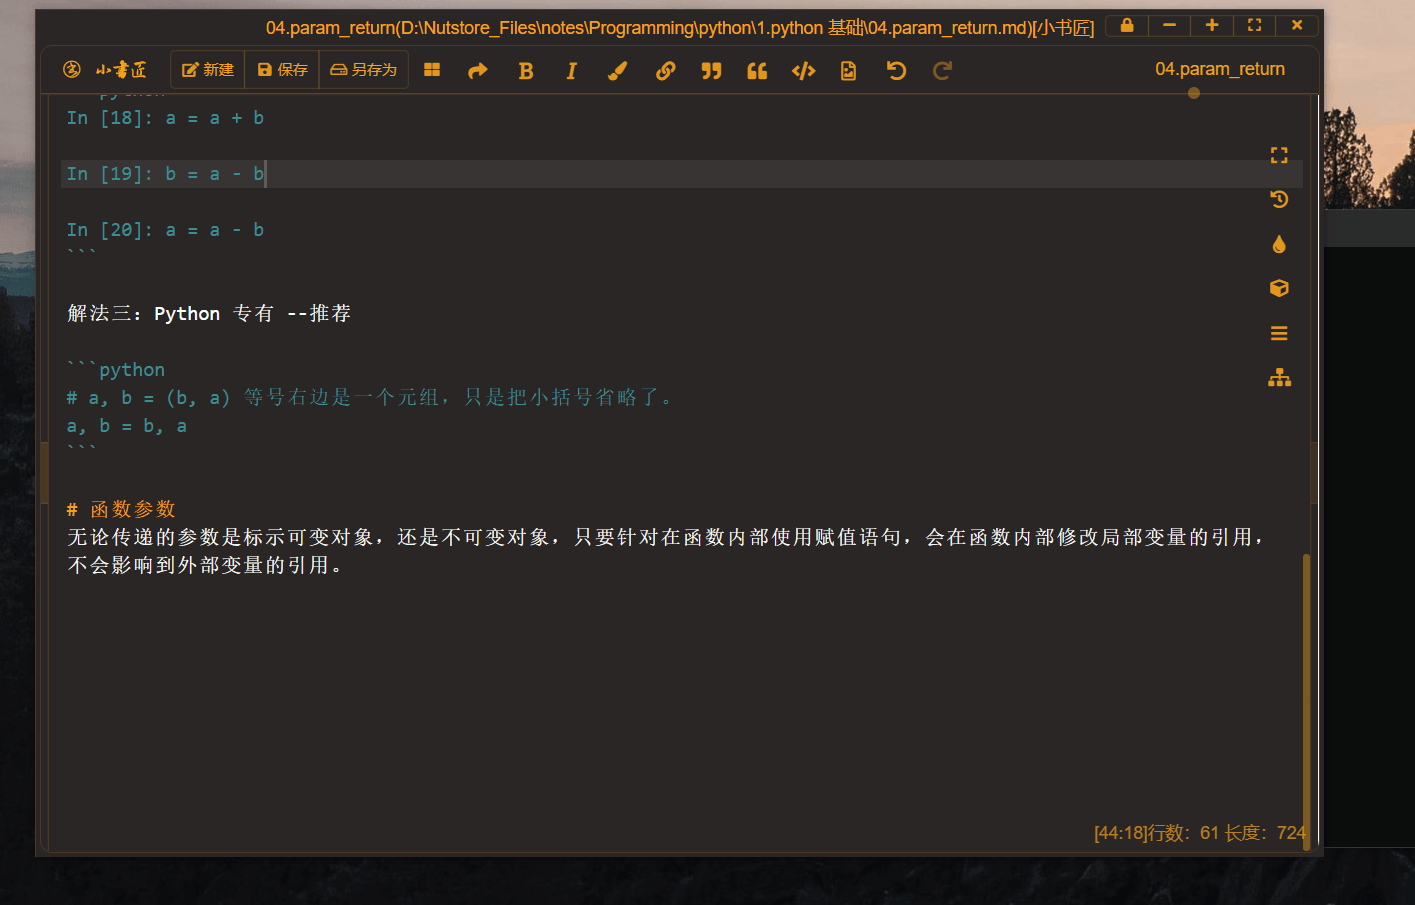 04.param_return(D:\Nutstore_Files\notes\Programming\python\1.python 基础\04.param_return.md)[小书匠]
小書匠 新建 保存 另存为 04.param_return
In [18]: a = a + b
In [19]: b = a - b
In [20]: a = a - b
```
解法三：Python 专有 --推荐
```python
# a, b = (b, a) 等号右边是一个元组，只是把小括号省略了。
a, b = b, a
```
# 函数参数
无论传递的参数是标示可变对象，还是不可变对象，只要针对在函数内部使用赋值语句，会在函数内部修改局部变量的引用，
不会影响到外部变量的引用。
[44:18]行数：61 长度：724